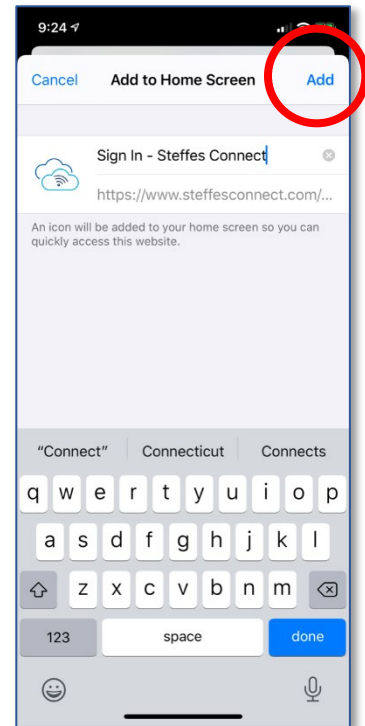 9:24
Cancel Add to Home Screen Add
Sign In - Steffes Connect
https://www.steffesconnect.com/...
An icon will be added to your home screen so you can
quickly access this website.
“Connect” Connecticut Connects
q w e r t y u i o p
a s d f g h j k l
z x c v b n m
123 space done